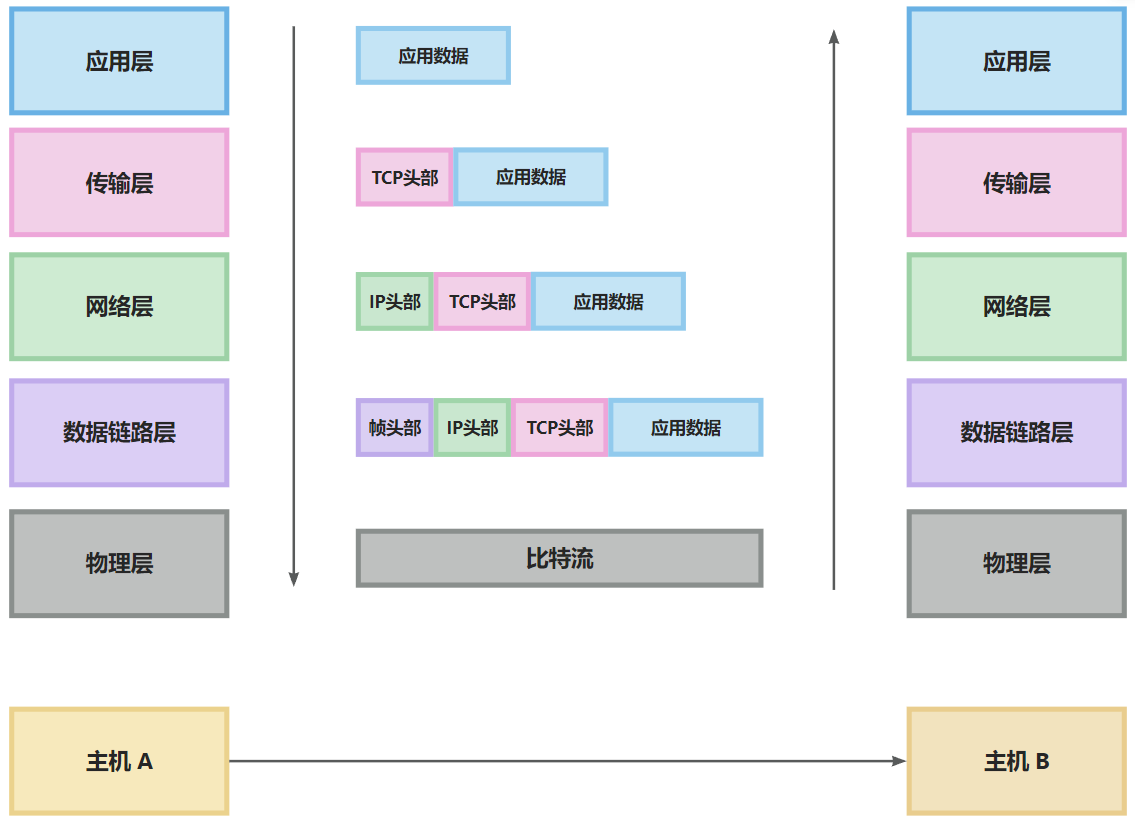 应用层
应用数据
应用层
传输层
TCP头部
应用数据
传输层
网络层
IP头部
TCP头部
应用数据
网络层
数据链路层
帧头部
IP头部
TCP头部
应用数据
数据链路层
物理层
比特流
物理层
主机 A
主机 B